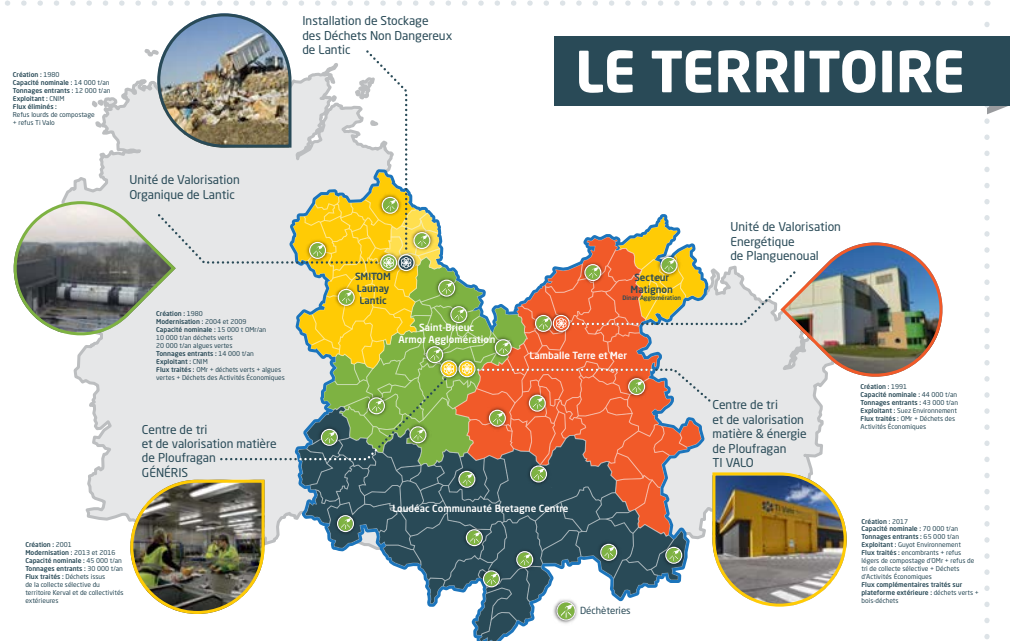 LE TERRITOIRE
Installation de Stockage
des Déchets Non Dangereux
de Lantic
Création : 1980
Capacité nominale : 14 000 t/an
Tonnages entrants : 12 000 t/an
Exploitant : CNIM
Flux éliminés :
Refus lourds de compostage
+ refus Ti Valo
Unité de Valorisation
Organique de Lantic
Création : 1980
Modernisation : 2004 et 2009
Capacité nominale : 15 000 t OMr/an
10 000 t/an déchets verts
20 000 t/an algues vertes
Tonnages entrants : 14 000 t/an
Exploitant : CNIM
Flux traités : OMr + déchets verts + algues
vertes + Déchets des Activités Économiques
Unité de Valorisation
Energétique
de Planguenoual
Création : 1991
Capacité nominale : 44 000 t/an
Tonnages entrants : 43 000 t/an
Exploitant : Suez Environnement
Flux traités : OMr + Déchets des
Activités Économiques
SMITOM
Launay
Lantic
Saint-Brieuc
Armor Agglomération
Secteur
Matignon
Dinan Agglomération
Lamballe Terre et Mer
Loudéac Communauté Bretagne Centre
Centre de tri
et de valorisation matière
de Ploufragan
GÉNÉRIS
Création : 2001
Modernisation : 2013 et 2016
Capacité nominale : 45 000 t/an
Tonnages entrants : 30 000 t/an
Flux traités : Déchets issus
de la collecte sélective du
territoire Kerval et de collectivités
extérieures.
Centre de tri
et de valorisation
matière & énergie
de Ploufragan
TI VALO
Ti Valo
Création : 2017
Capacité nominale : 70 000 t/an
Tonnages entrants : 65 000 t/an
Exploitant : Guyot Environnement
Flux traités : encombrants + refus
légers de compostage d'OMr + refus de
tri de collecte sélective + Déchets
d'Activités Économiques
Flux complémentaires traités sur
plateforme extérieure : déchets verts +
bois-déchets
Déchèteries